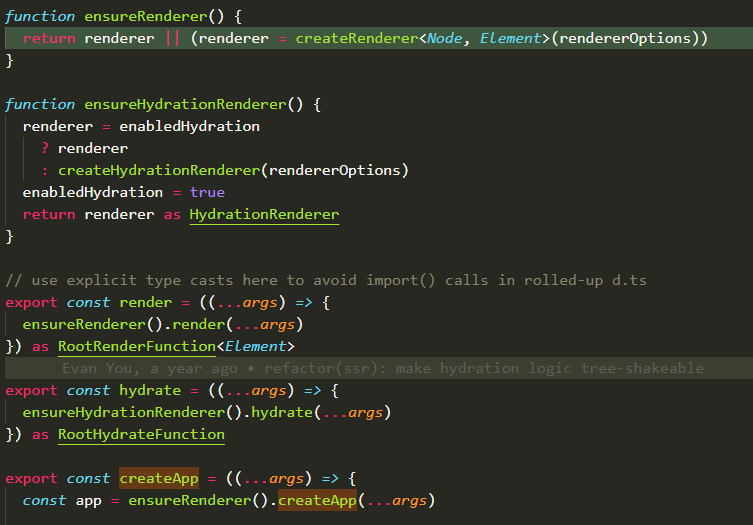 function ensureRenderer() {
  return renderer || (renderer = createRenderer<Node, Element>(rendererOptions))
}
function ensureHydrationRenderer() {
  renderer = enabledHydration
    ? renderer
    : createHydrationRenderer(rendererOptions)
  enabledHydration = true
  return renderer as HydrationRenderer
}
// use explicit type casts here to avoid import() calls in rolled-up d.ts
export const render = ((...args) => {
  ensureRenderer().render(...args)
}) as RootRenderFunction<Element>
Evan You, a year ago • refactor(ssr): make hydration logic tree-shakeable
export const hydrate = ((...args) => {
  ensureHydrationRenderer().hydrate(...args)
}) as RootHydrateFunction
export const createApp = ((...args) => {
  const app = ensureRenderer().createApp(...args)